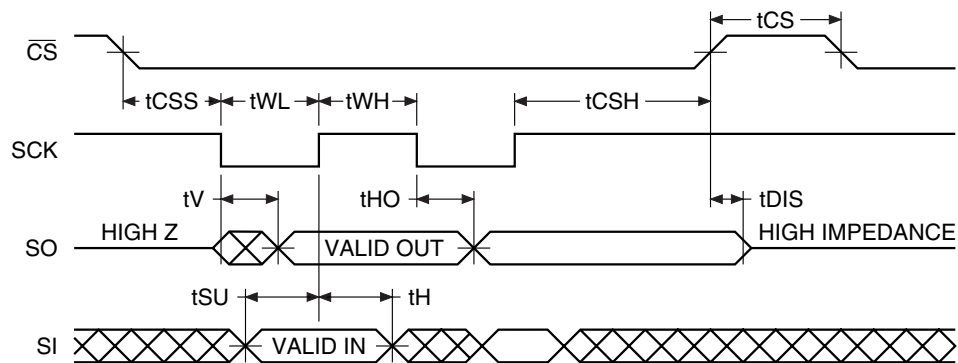 tCS
C̅S̅
tCSS tWL tWH tCSH
SCK
tV tHO tDIS
HIGH Z VALID OUT HIGH IMPEDANCE
SO
tSU tH
SI VALID IN